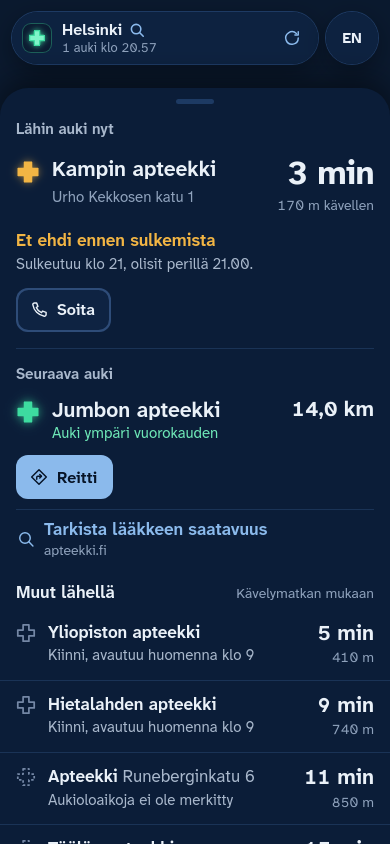 Helsinki
1 auki klo 20.57
EN
Lähin auki nyt
Kampin apteekki
3 min
Urho Kekkosen katu 1
170 m kävellen
Et ehdi ennen sulkemista
Sulkeutuu klo 21, olisit perillä 21.00.
Soita
Seuraava auki
Jumbon apteekki
14,0 km
Auki ympäri vuorokauden
Reitti
Tarkista lääkkeen saatavuus
apteekki.fi
Muut lähellä
Kävelymatkan mukaan
Yliopiston apteekki
5 min
Kiinni, avautuu huomenna klo 9
410 m
Hietalahden apteekki
9 min
Kiinni, avautuu huomenna klo 9
740 m
Apteekki Runeberginkatu 6
11 min
Aukioloaikoja ei ole merkitty
850 m